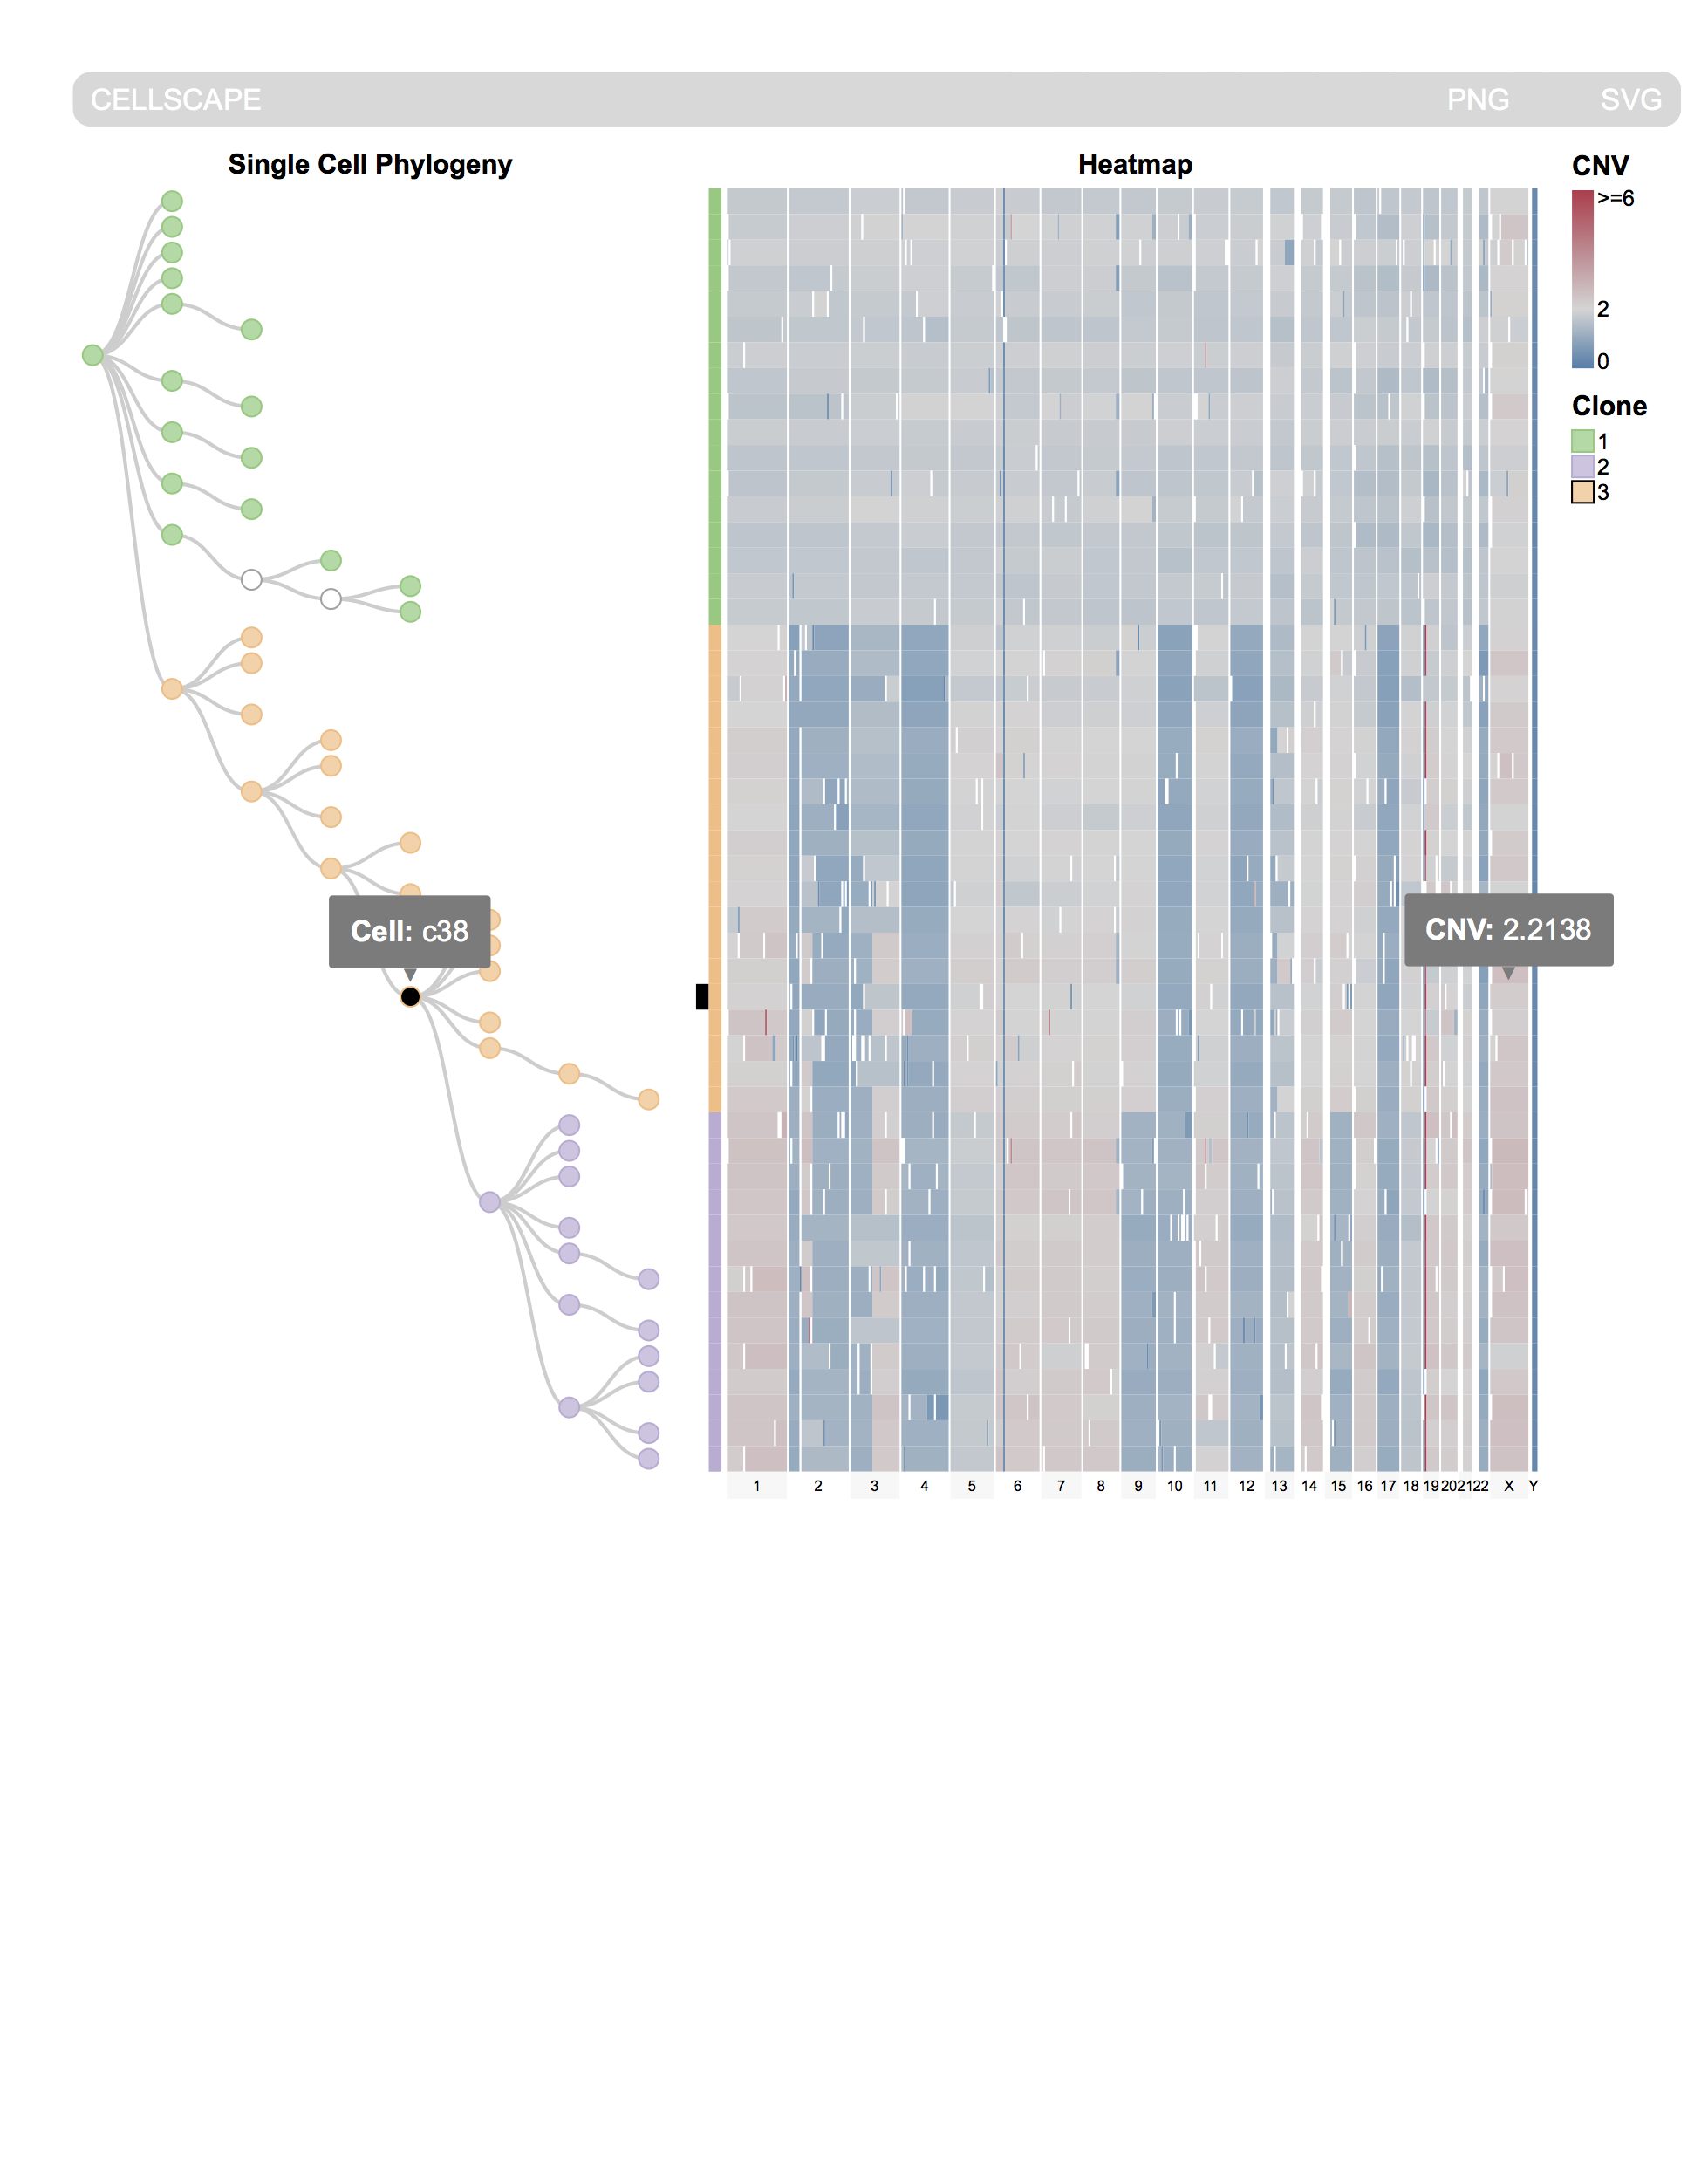 CELLSCAPE PNG SVG
Single Cell Phylogeny
Heatmap
CNV
>=6
2
0
Clone
1
2
3
Cell: c38
CNV: 2.2138
1 2 3 4 5 6 7 8 9 10 11 12 13 14 15 16 17 18 19 20 21 22 X Y